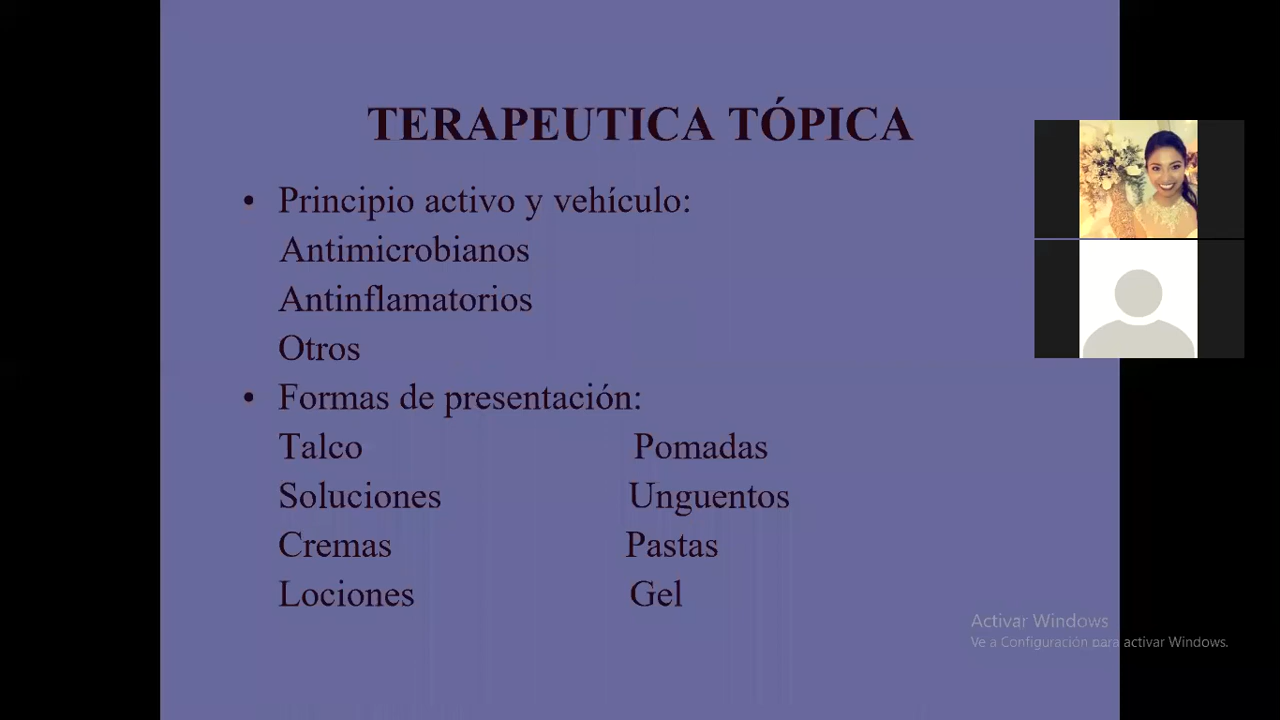 TERAPEUTICA TÓPICA
• Principio activo y vehículo:
Antimicrobianos
Antinflamatorios
Otros
• Formas de presentación:
Talco Pomadas
Soluciones Unguentos
Cremas Pastas
Lociones Gel
Activar Windows
Ve a Configuración para activar Windows.